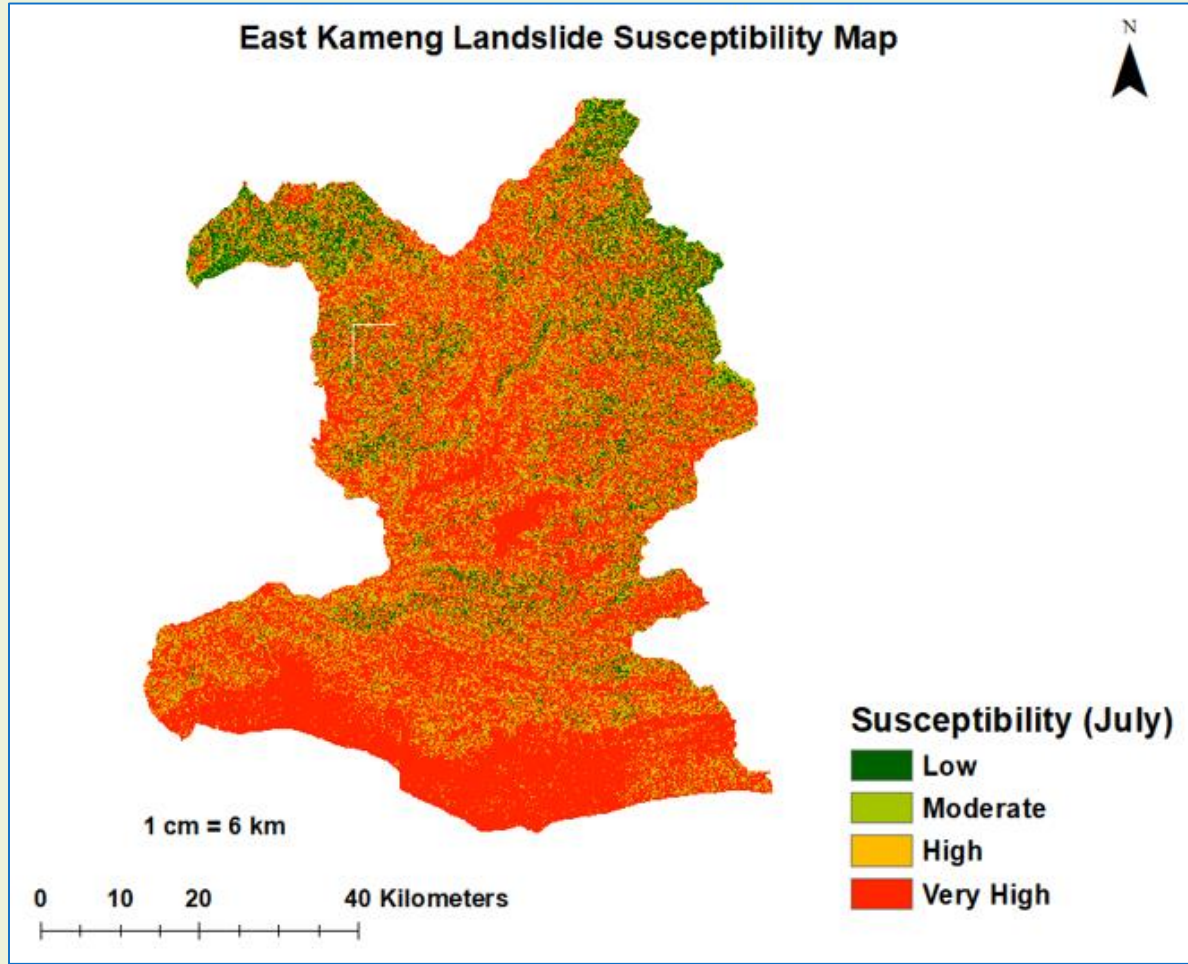 East Kameng Landslide Susceptibility Map
N
Susceptibility (July)
Low
Moderate
High
Very High
1 cm = 6 km
0 10 20 40 Kilometers